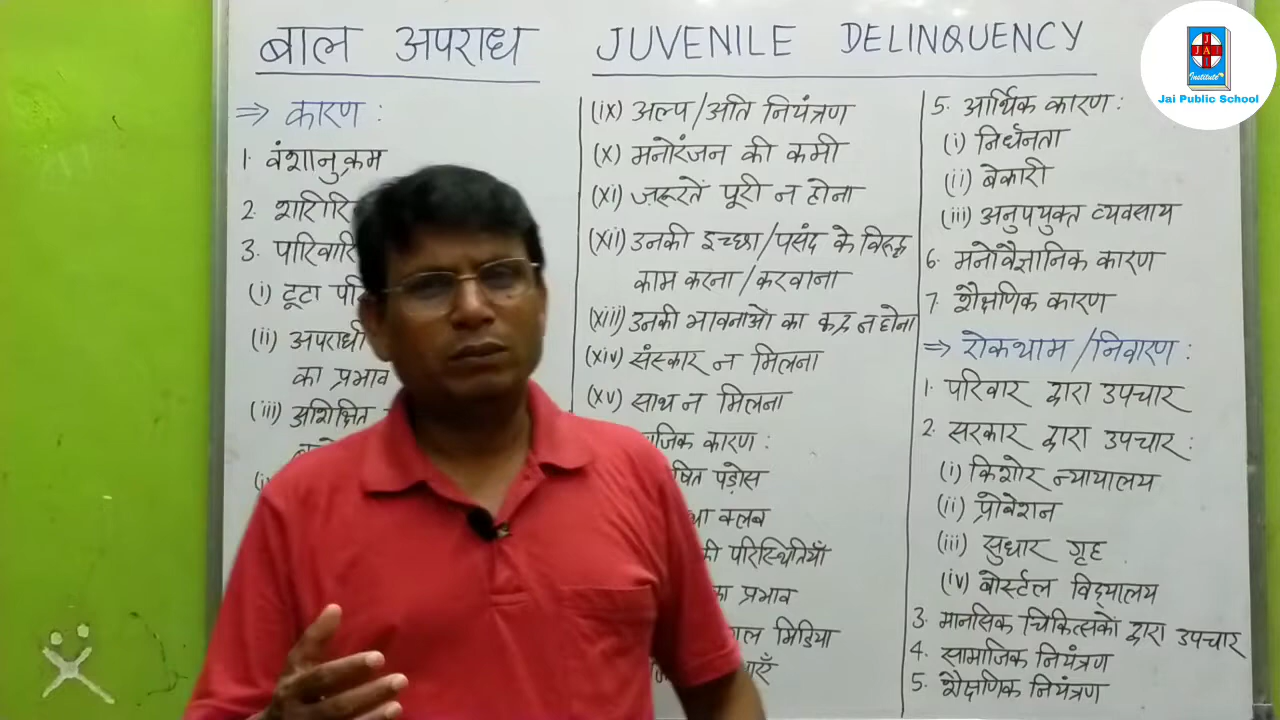 बाल अपराध JUVENILE DELINQUENCY
JAI
Institute
Jai Public School
⇒ कारण :
1. वंशानुक्रम
2.
3.
(i) टूटा
(ii) अपराधी
का प्रभाव
(iii) अशिक्षित
(ix) अल्प/अति नियंत्रण
(x) मनोरंजन की कमी
(xi) ज़रूरतें पूरी न होना
(xii) उनकी इच्छा/पसंद के विरुद्ध
काम करना/करवाना
(xiii) उनकी भावनाओं का कद्र न होना
(xiv) संस्कार न मिलना
(xv) साथ न मिलना
कारण :
पड़ोस
क्लब
की परिस्थितियाँ
का प्रभाव
मिडिया
5. आर्थिक कारण :
(i) निर्धनता
(ii) बेकारी
(iii) अनुपयुक्त व्यवसाय
6. मनोवैज्ञानिक कारण
7. शैक्षणिक कारण
⇒ रोकथाम/निवारण :
1. परिवार द्वारा उपचार
2. सरकार द्वारा उपचार :
(i) किशोर न्यायालय
(ii) प्रोवेशन
(iii) सुधार गृह
(iv) बोर्स्टल विद्यालय
3. मानसिक चिकित्सकों द्वारा उपचार
4. सामाजिक नियंत्रण
5. शैक्षणिक नियंत्रण